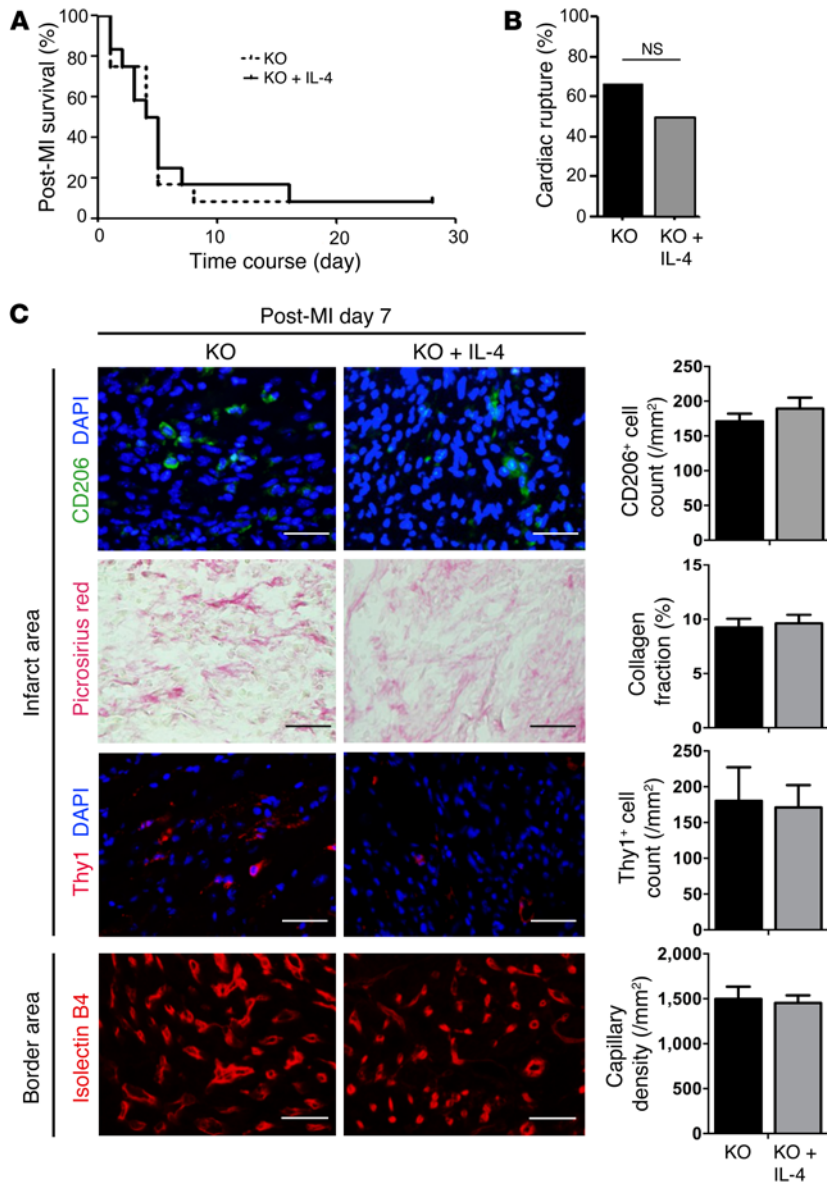 A
Post-MI survival (%)
100
80
60
40
20
0
0
10
20
30
Time course (day)
KO
KO + IL-4
B
Cardiac rupture (%)
100
80
60
40
20
0
NS
KO
KO +
IL-4
C
Post-MI day 7
KO
KO + IL-4
Infarct area
Border area
CD206 DAPI
Picrosirius red
Thy1 DAPI
Isolectin B4
CD206⁺ cell
count (/mm²)
250
200
150
100
50
0
Collagen
fraction (%)
15
10
5
0
Thy1⁺ cell
count (/mm²)
250
200
150
100
50
0
Capillary
density (/mm²)
2,000
1,500
1,000
500
0
KO
KO +
IL-4